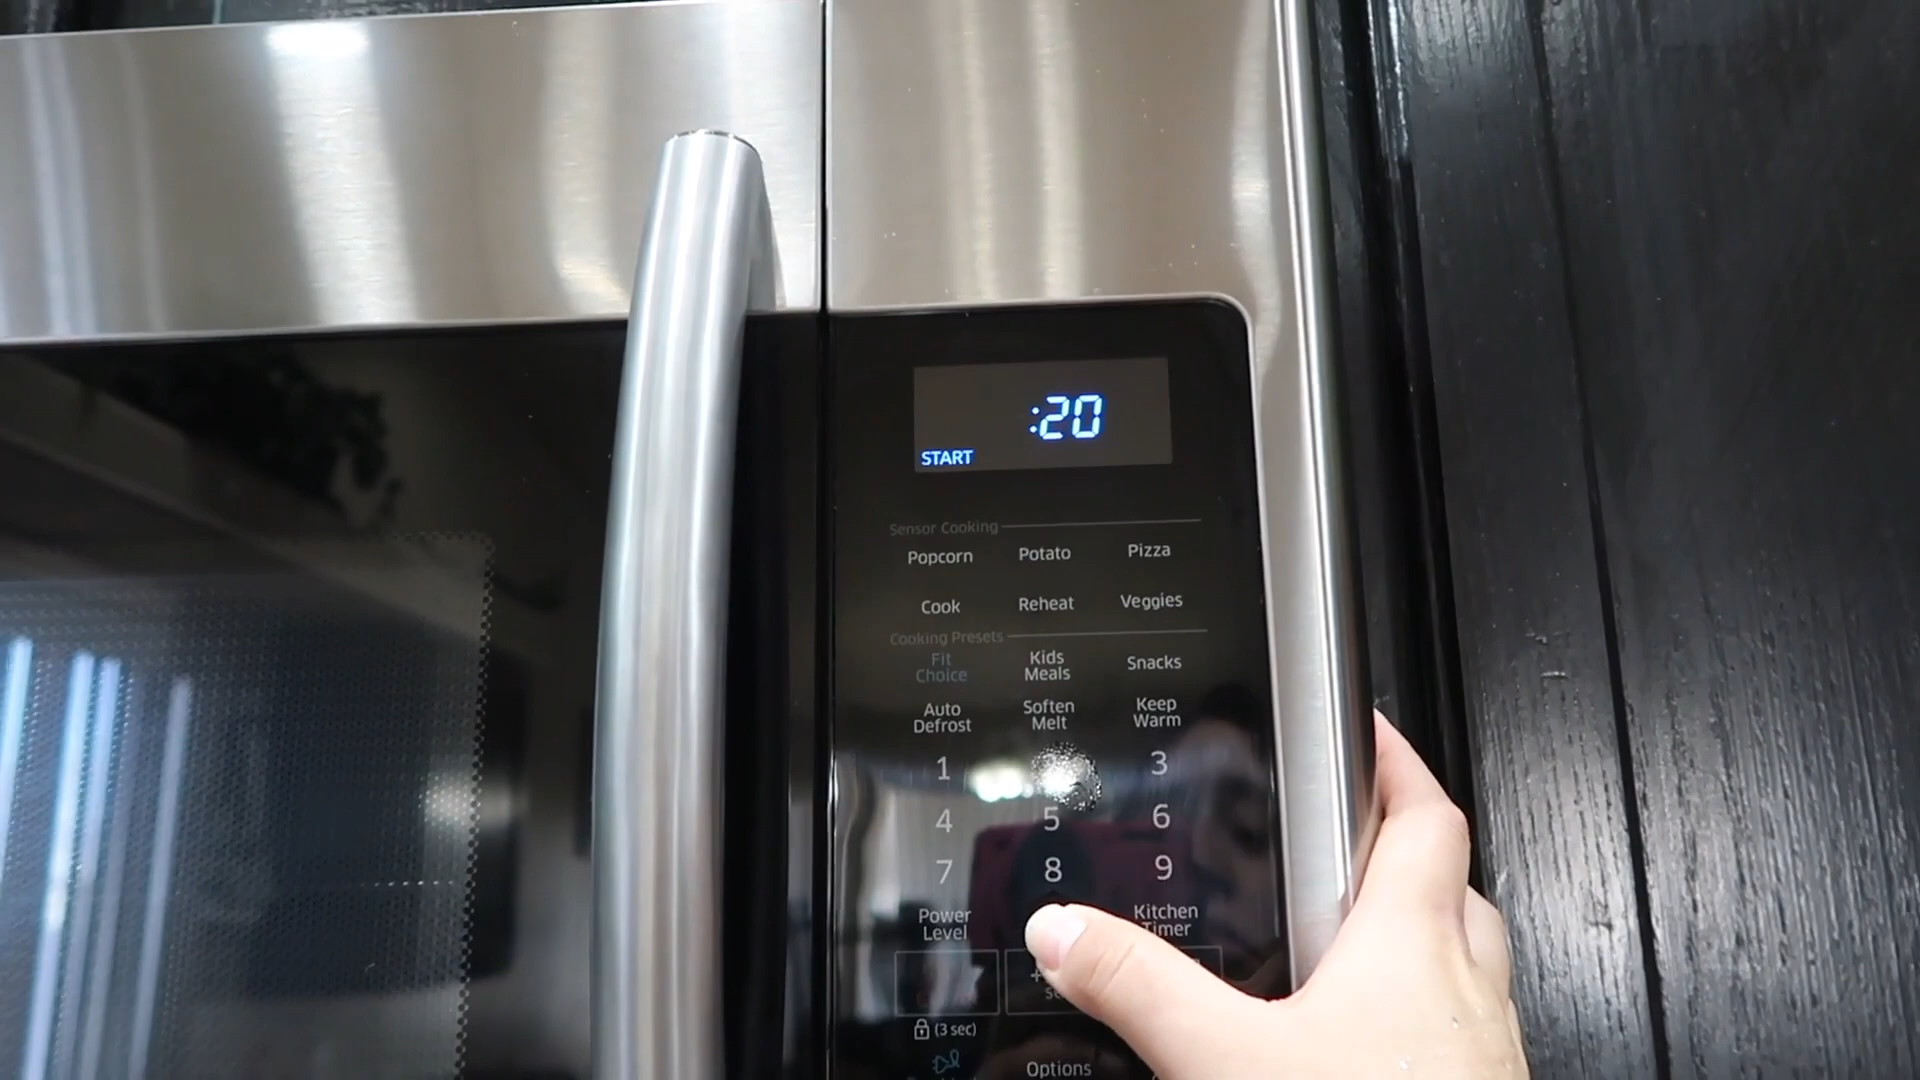 :20
START
Sensor Cooking
Popcorn Potato Pizza
Cook Reheat Veggies
Cooking Presets
Fit Choice
Kids Meals
Snacks
Auto Defrost
Soften Melt
Keep Warm
1 3
4 5 6
7 8 9
Power Level
Kitchen Timer
(3 sec)
Options